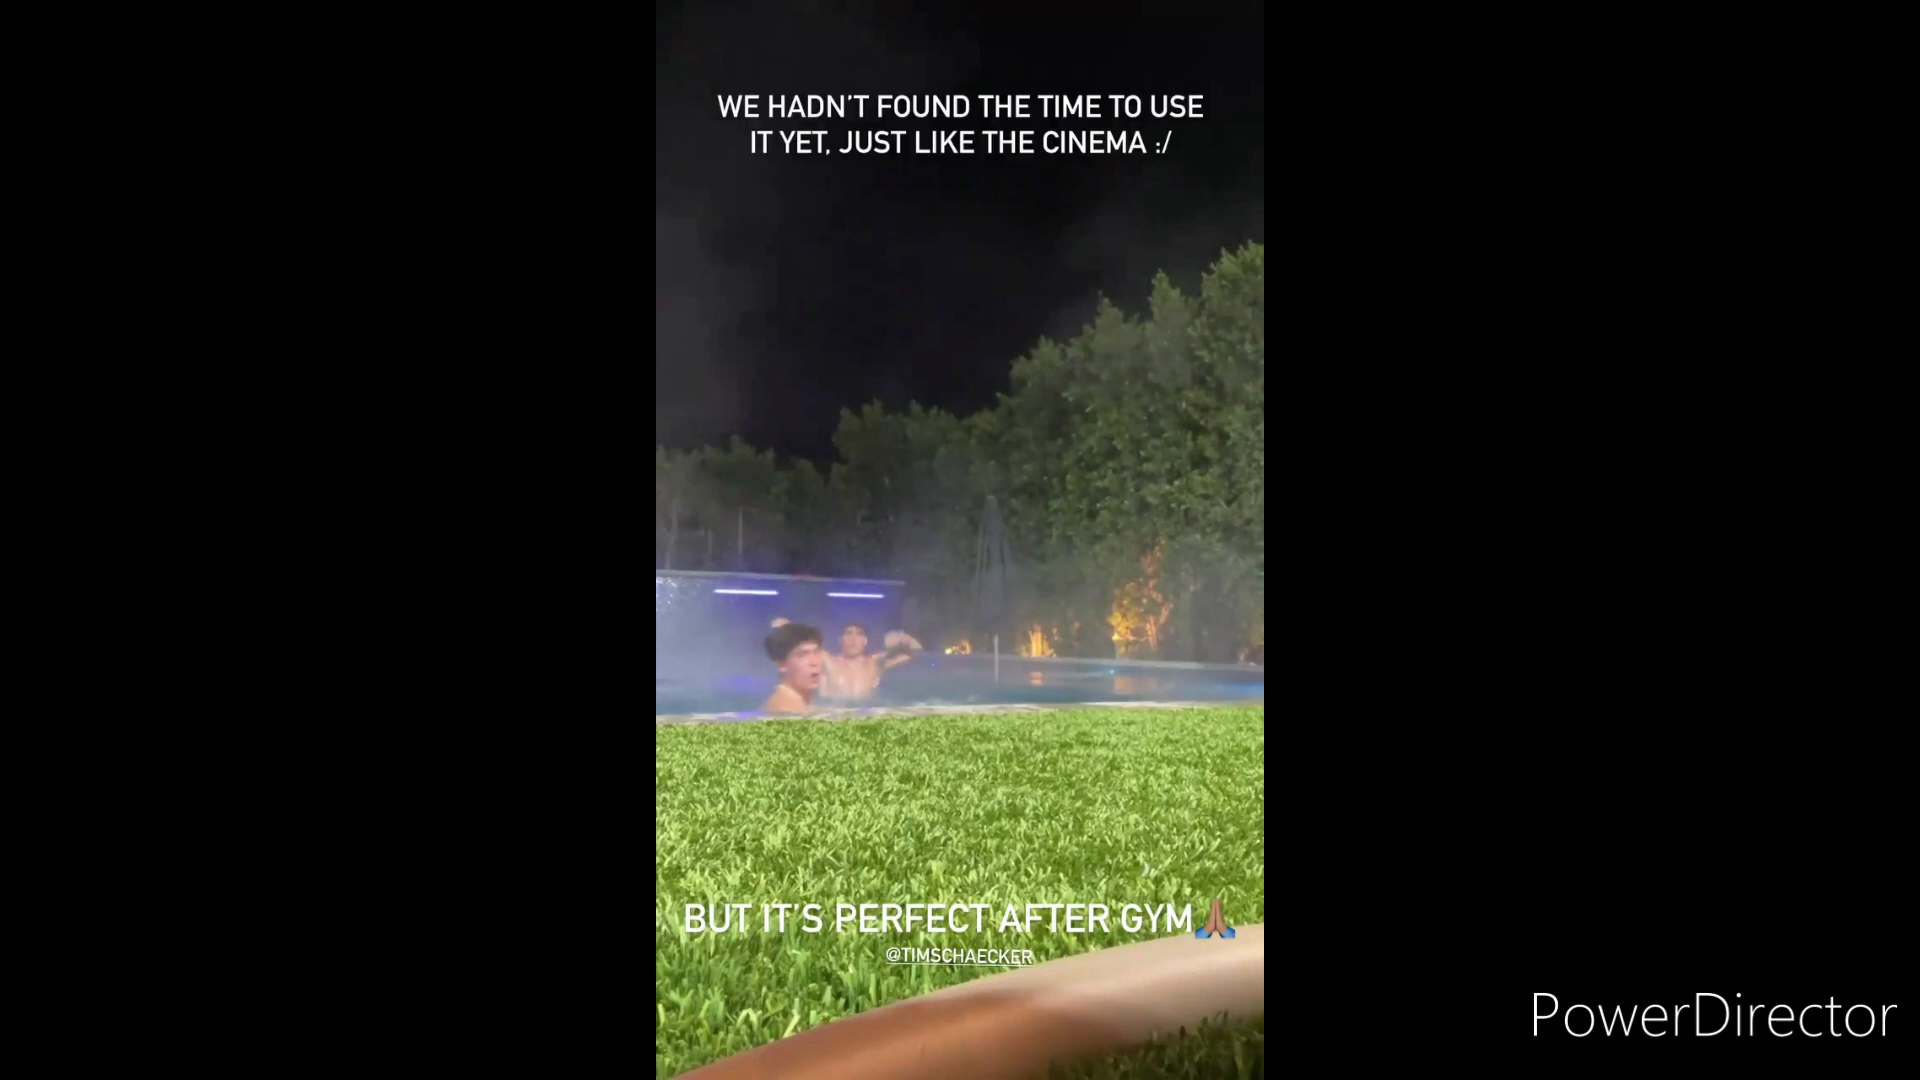 WE HADN'T FOUND THE TIME TO USE
IT YET, JUST LIKE THE CINEMA :/
BUT IT'S PERFECT AFTER GYM🙏🏽
@TIMSCHAECKER
PowerDirector